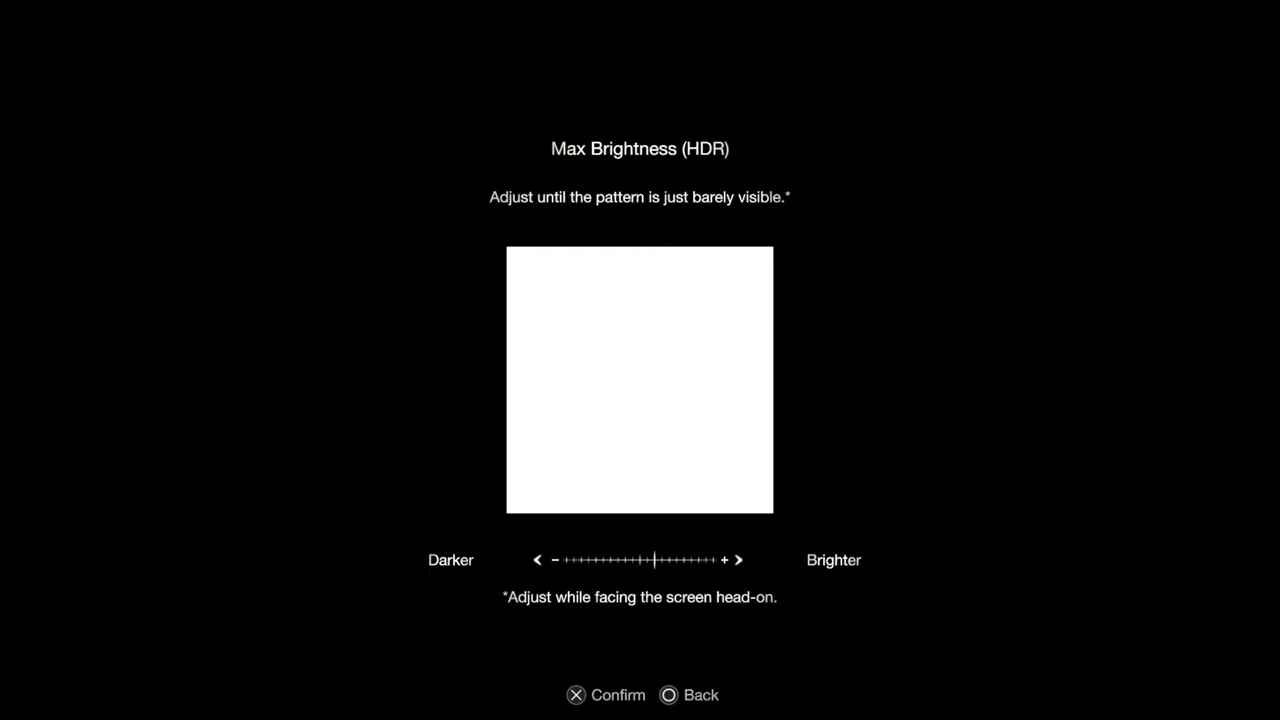 Max Brightness (HDR)
Adjust until the pattern is just barely visible.*
Darker
Brighter
*Adjust while facing the screen head-on.
Confirm Back